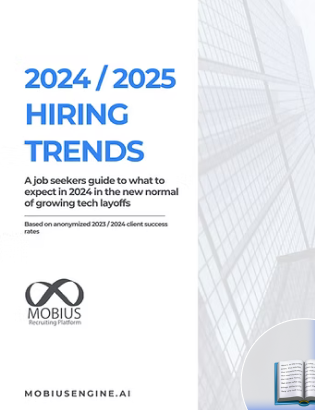 2024 / 2025
HIRING
TRENDS
A job seekers guide to what to
expect in 2024 in the new normal
of growing tech layoffs
Based on anonymized 2023 / 2024 client success
rates
MOBIUS
Recruiting Platform
MOBIUSENGINE.AI